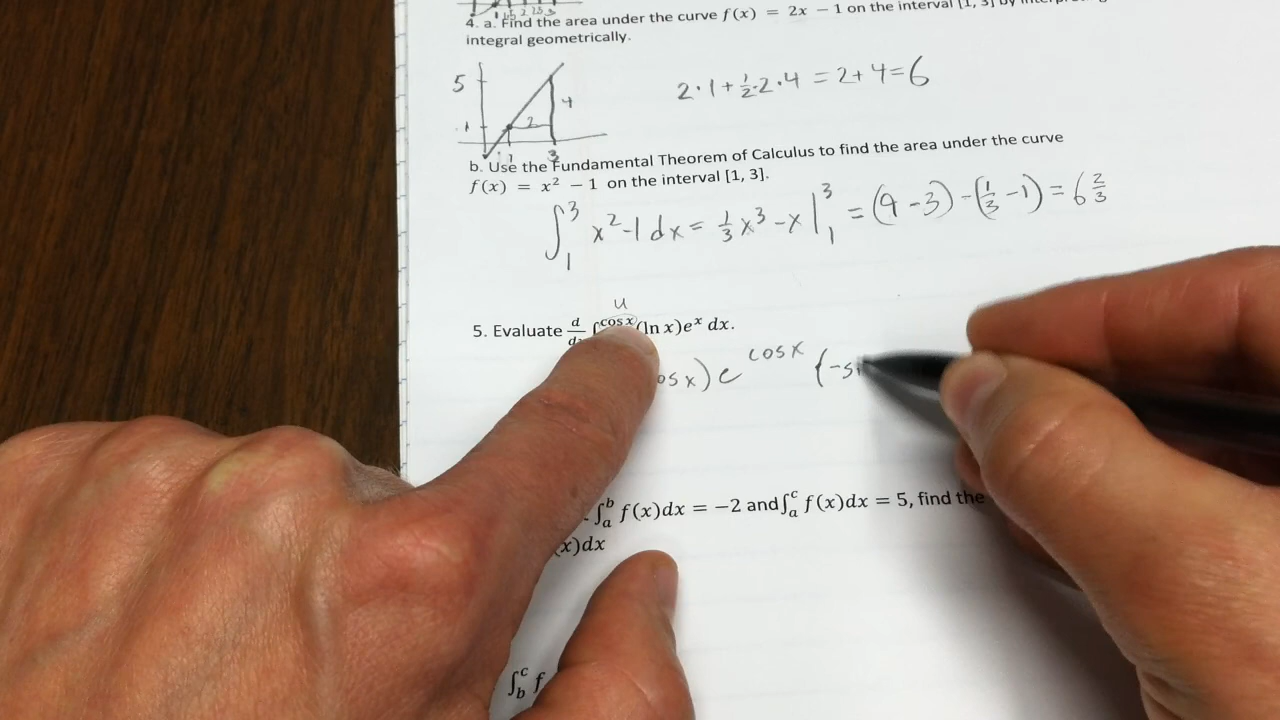 4. a. Find the area under the curve f(x) = 2x − 1 on the interval [1, 3] by
integral geometrically.
5
4
1
2
1
3
2·1 + ½·2·4 = 2 + 4 = 6
b. Use the Fundamental Theorem of Calculus to find the area under the curve
f(x) = x² − 1 on the interval [1, 3].
∫₁³ x² - 1 dx = ⅓x³ - x |₁³ = (9 - 3) - (⅓ - 1) = 6 ⅔
u
5. Evaluate d ∫ cos x (ln x)eˣ dx.
os x) e^cos x (-si
∫ₐᵇ f(x)dx = −2 and ∫ₐᶜ f(x)dx = 5, find the
(x)dx
∫_b^c f